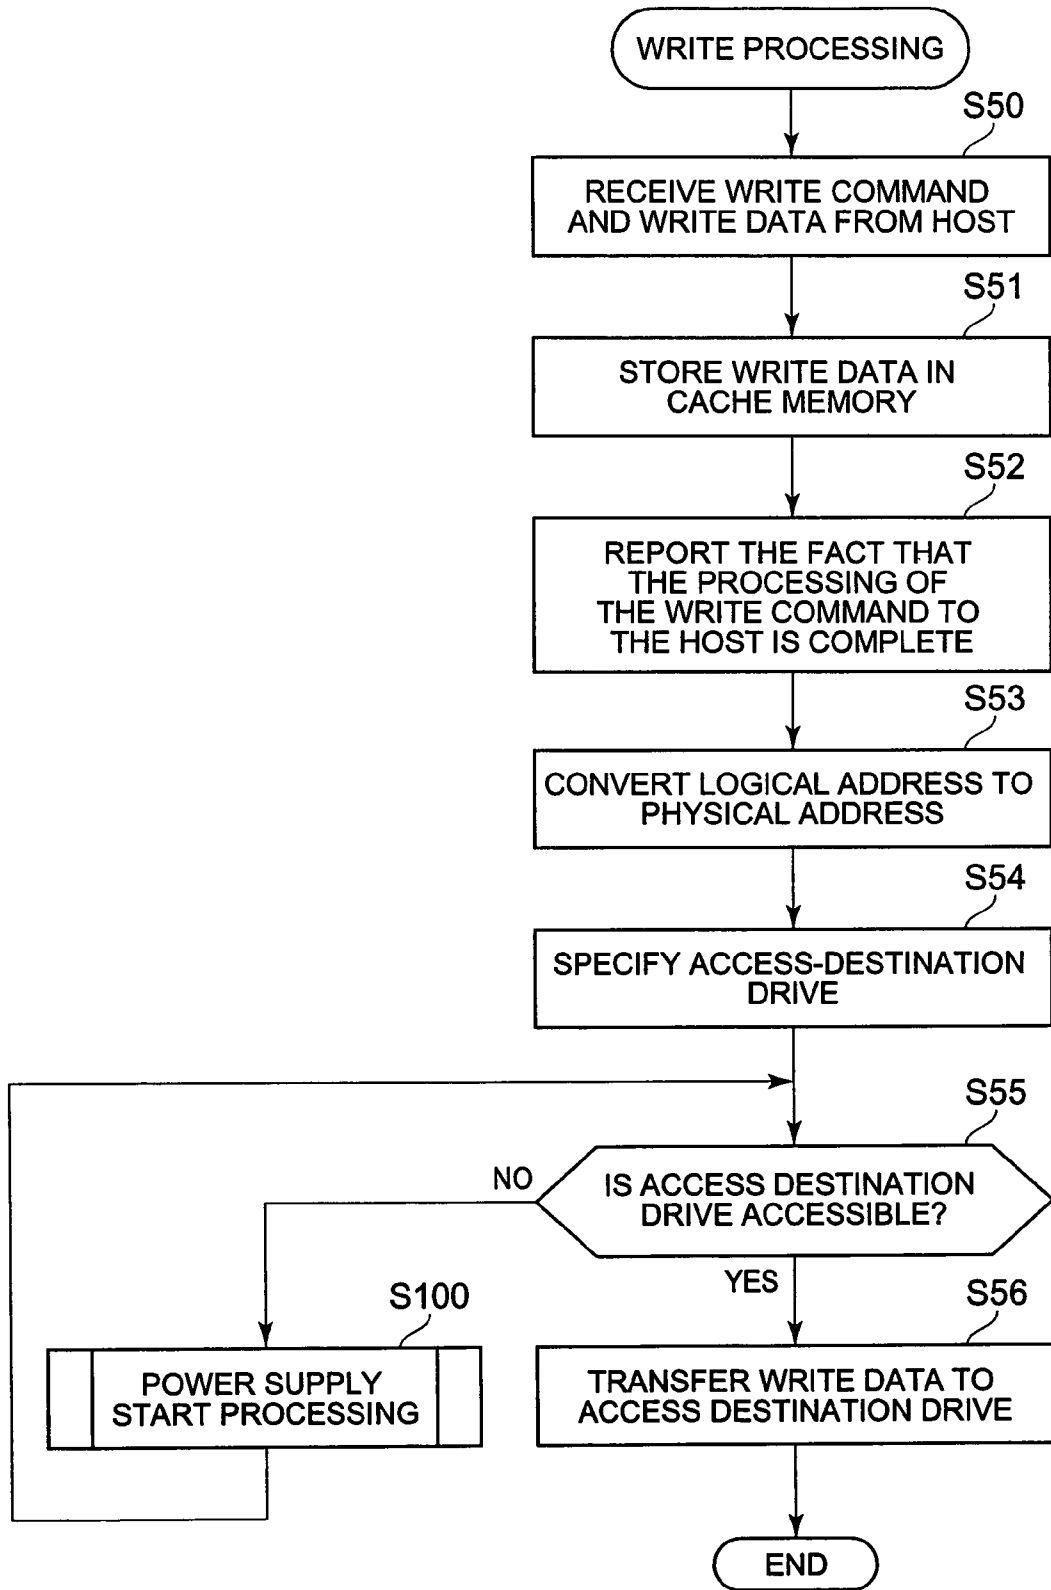 WRITE PROCESSING
S50
RECEIVE WRITE COMMAND
AND WRITE DATA FROM HOST
S51
STORE WRITE DATA IN
CACHE MEMORY
S52
REPORT THE FACT THAT
THE PROCESSING OF
THE WRITE COMMAND TO
THE HOST IS COMPLETE
S53
CONVERT LOGICAL ADDRESS TO
PHYSICAL ADDRESS
S54
SPECIFY ACCESS-DESTINATION
DRIVE
S55
NO
IS ACCESS DESTINATION
DRIVE ACCESSIBLE?
YES
S100
POWER SUPPLY
START PROCESSING
S56
TRANSFER WRITE DATA TO
ACCESS DESTINATION DRIVE
END